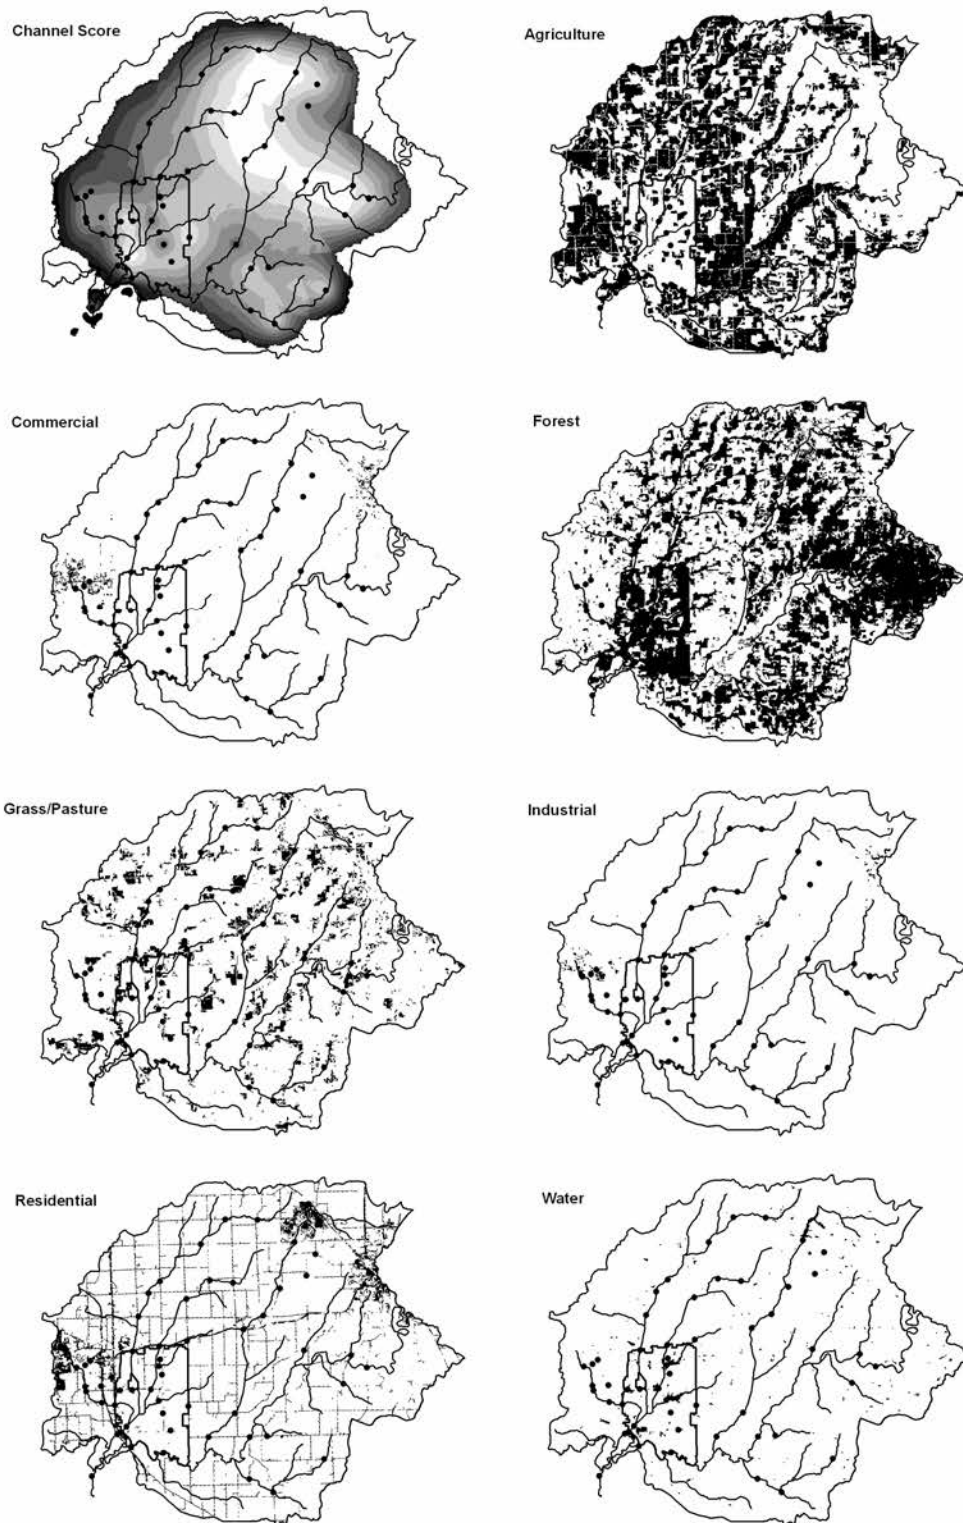 Channel Score
Agriculture
Commercial
Forest
Grass/Pasture
Industrial
Residential
Water